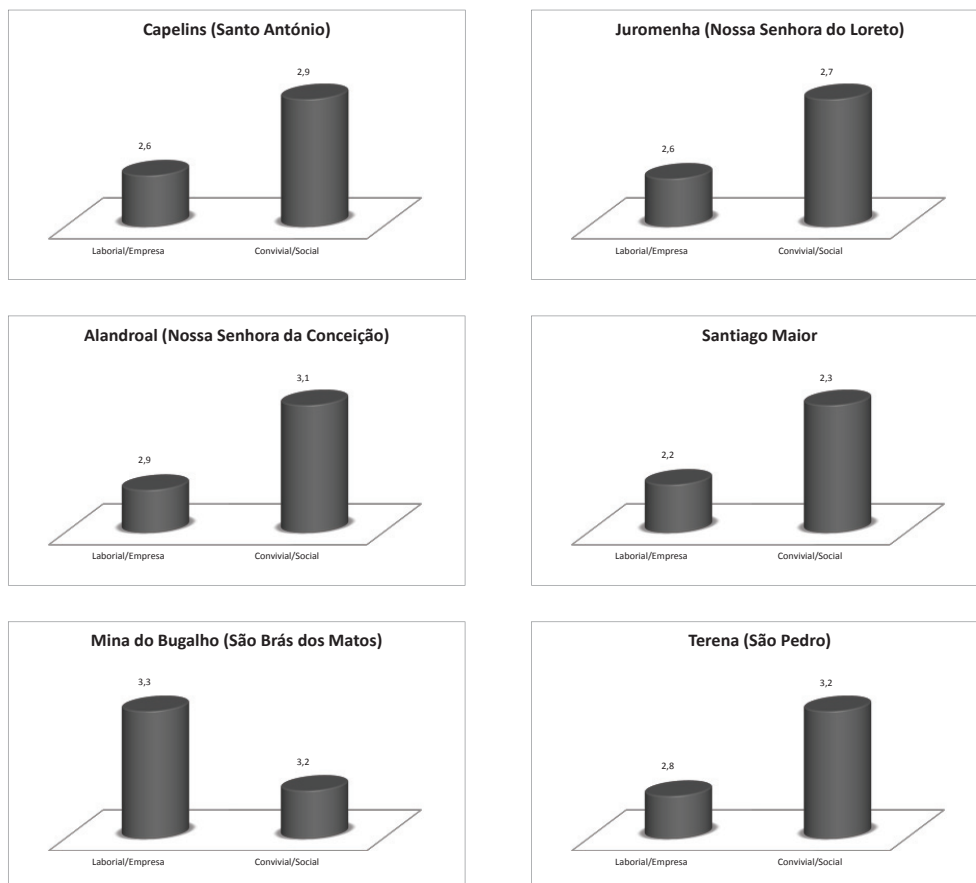 Capelins (Santo António)
2,9
2,6
Laborial/Empresa Convivial/Social
Juromenha (Nossa Senhora do Loreto)
2,7
2,6
Laborial/Empresa Convivial/Social
Alandroal (Nossa Senhora da Conceição)
3,1
2,9
Laborial/Empresa Convivial/Social
Santiago Maior
2,3
2,2
Laborial/Empresa Convivial/Social
Mina do Bugalho (São Brás dos Matos)
3,3
3,2
Laborial/Empresa Convivial/Social
Terena (São Pedro)
3,2
2,8
Laborial/Empresa Convivial/Social